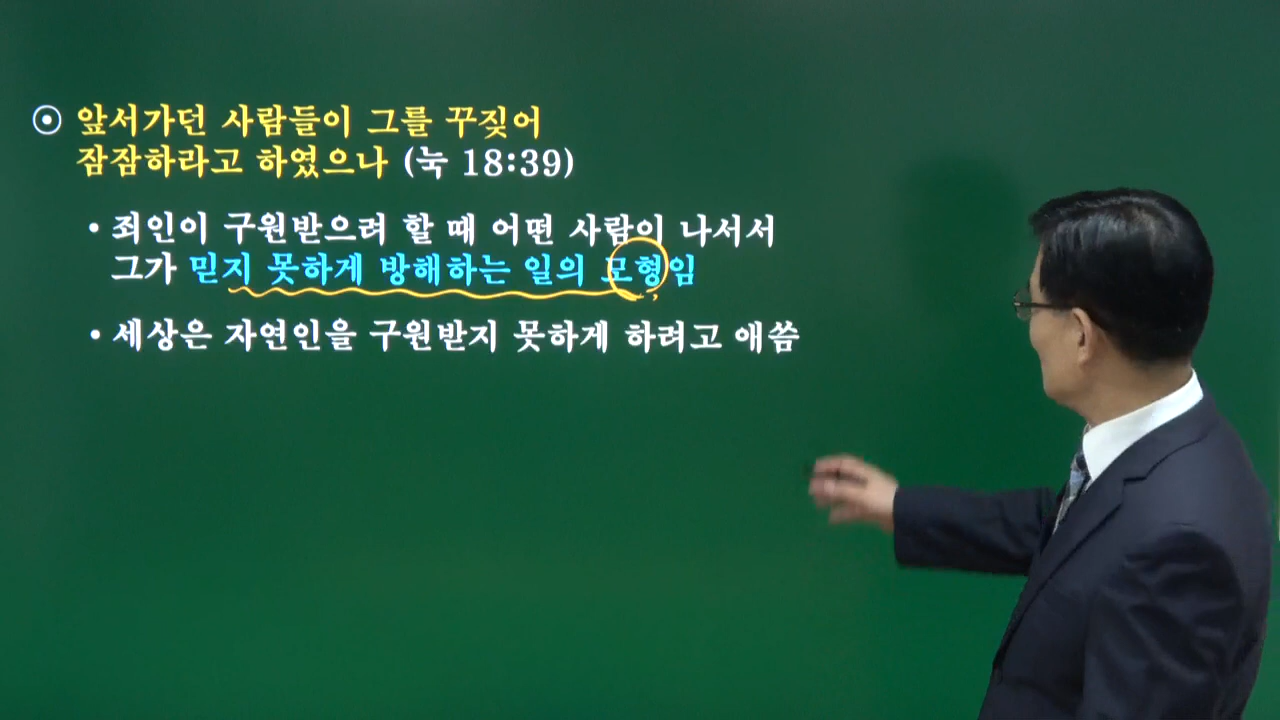 ⊙ 앞서가던 사람들이 그를 꾸짖어
잠잠하라고 하였으나 (눅 18:39)
• 죄인이 구원받으려 할 때 어떤 사람이 나서서
그가 믿지 못하게 방해하는 일의 모형임
• 세상은 자연인을 구원받지 못하게 하려고 애씀